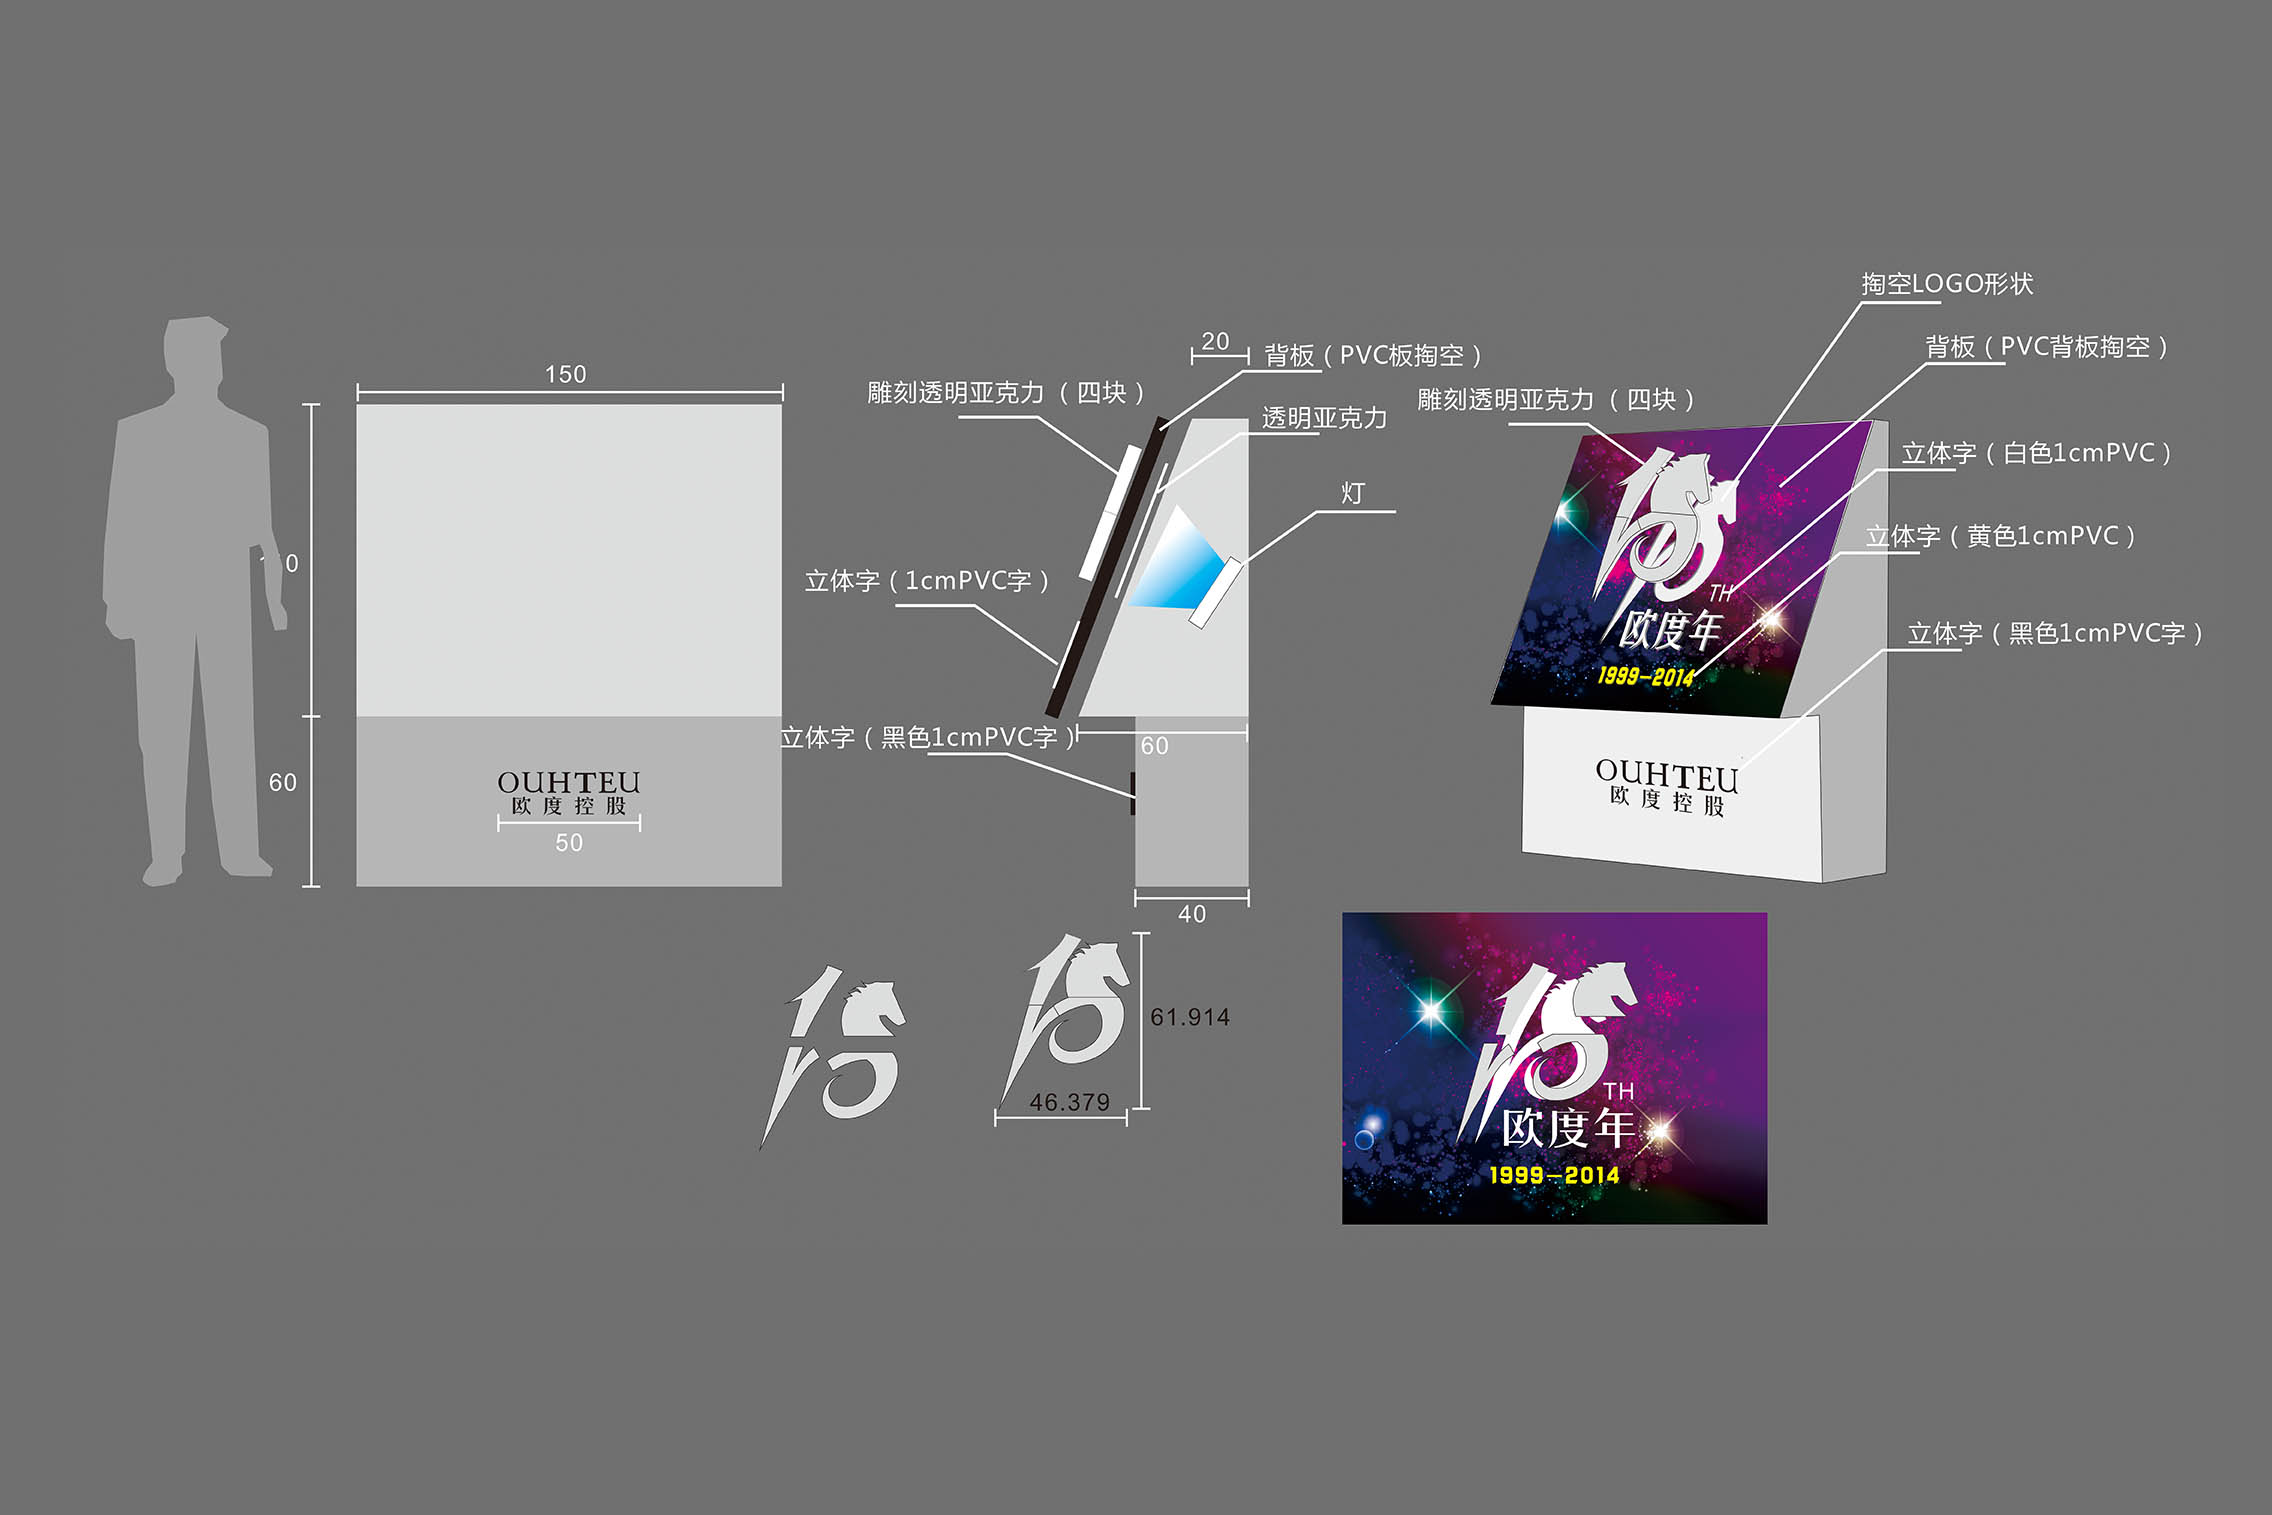 150
60
OUHTEU
欧度控股
50
20
背板（PVC板掏空）
雕刻透明亚克力（四块）
透明亚克力
灯
立体字（1cmPVC字）
立体字（黑色1cmPVC字）
60
40
61.914
46.379
掏空LOGO形状
背板（PVC背板掏空）
雕刻透明亚克力（四块）
立体字（白色1cmPVC）
立体字（黄色1cmPVC）
立体字（黑色1cmPVC字）
15
TH
欧度年
1999-2014
OUHTEU
欧度控股
15
TH
欧度年
1999-2014